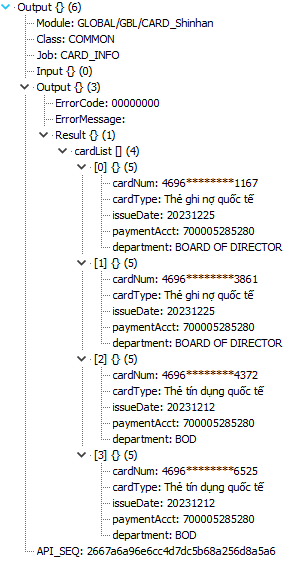 Output {} (6)
Module: GLOBAL/GBL/CARD_Shinhan
Class: COMMON
Job: CARD_INFO
Input {} (0)
Output {} (3)
ErrorCode: 00000000
ErrorMessage:
Result {} (1)
cardList [] (4)
[0] {} (5)
cardNum: 4696********1167
cardType: Thẻ ghi nợ quốc tế
issueDate: 20231225
paymentAcct: 700005285280
department: BOARD OF DIRECTOR
[1] {} (5)
cardNum: 4696********3861
cardType: Thẻ ghi nợ quốc tế
issueDate: 20231225
paymentAcct: 700005285280
department: BOARD OF DIRECTOR
[2] {} (5)
cardNum: 4696********4372
cardType: Thẻ tín dụng quốc tế
issueDate: 20231212
paymentAcct: 700005285280
department: BOD
[3] {} (5)
cardNum: 4696********6525
cardType: Thẻ tín dụng quốc tế
issueDate: 20231212
paymentAcct: 700005285280
department: BOD
API_SEQ: 2667a6a96e6cc4d7dc5b68a256d8a5a6